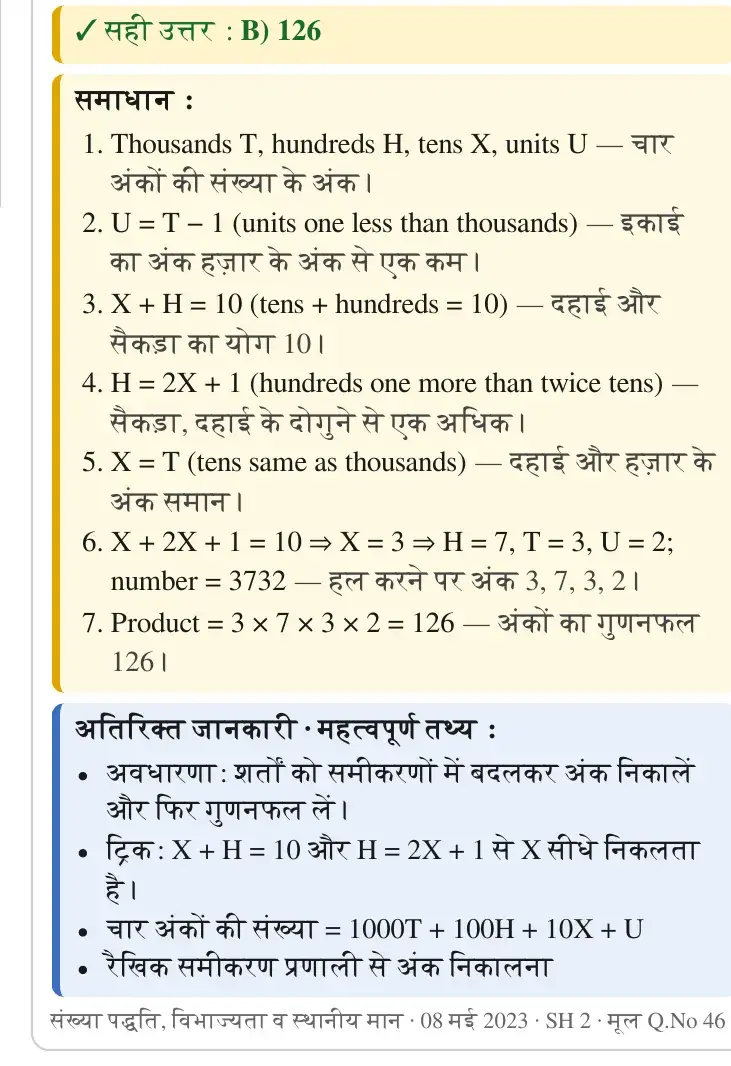 ✓ सही उत्तर : B) 126
समाधान :
1. Thousands T, hundreds H, tens X, units U — चार
अंकों की संख्या के अंक।
2. U = T − 1 (units one less than thousands) — इकाई
का अंक हज़ार के अंक से एक कम।
3. X + H = 10 (tens + hundreds = 10) — दहाई और
सैकड़ा का योग 10।
4. H = 2X + 1 (hundreds one more than twice tens) —
सैकड़ा, दहाई के दोगुने से एक अधिक।
5. X = T (tens same as thousands) — दहाई और हज़ार के
अंक समान।
6. X + 2X + 1 = 10 ⇒ X = 3 ⇒ H = 7, T = 3, U = 2;
number = 3732 — हल करने पर अंक 3, 7, 3, 2।
7. Product = 3 × 7 × 3 × 2 = 126 — अंकों का गुणनफल
126।
अतिरिक्त जानकारी · महत्वपूर्ण तथ्य :
• अवधारणा : शर्तों को समीकरणों में बदलकर अंक निकालें
और फिर गुणनफल लें।
• ट्रिक : X + H = 10 और H = 2X + 1 से X सीधे निकलता
है।
• चार अंकों की संख्या = 1000T + 100H + 10X + U
• रैखिक समीकरण प्रणाली से अंक निकालना
संख्या पद्धति, विभाज्यता व स्थानीय मान · 08 मई 2023 · SH 2 · मूल Q.No 46